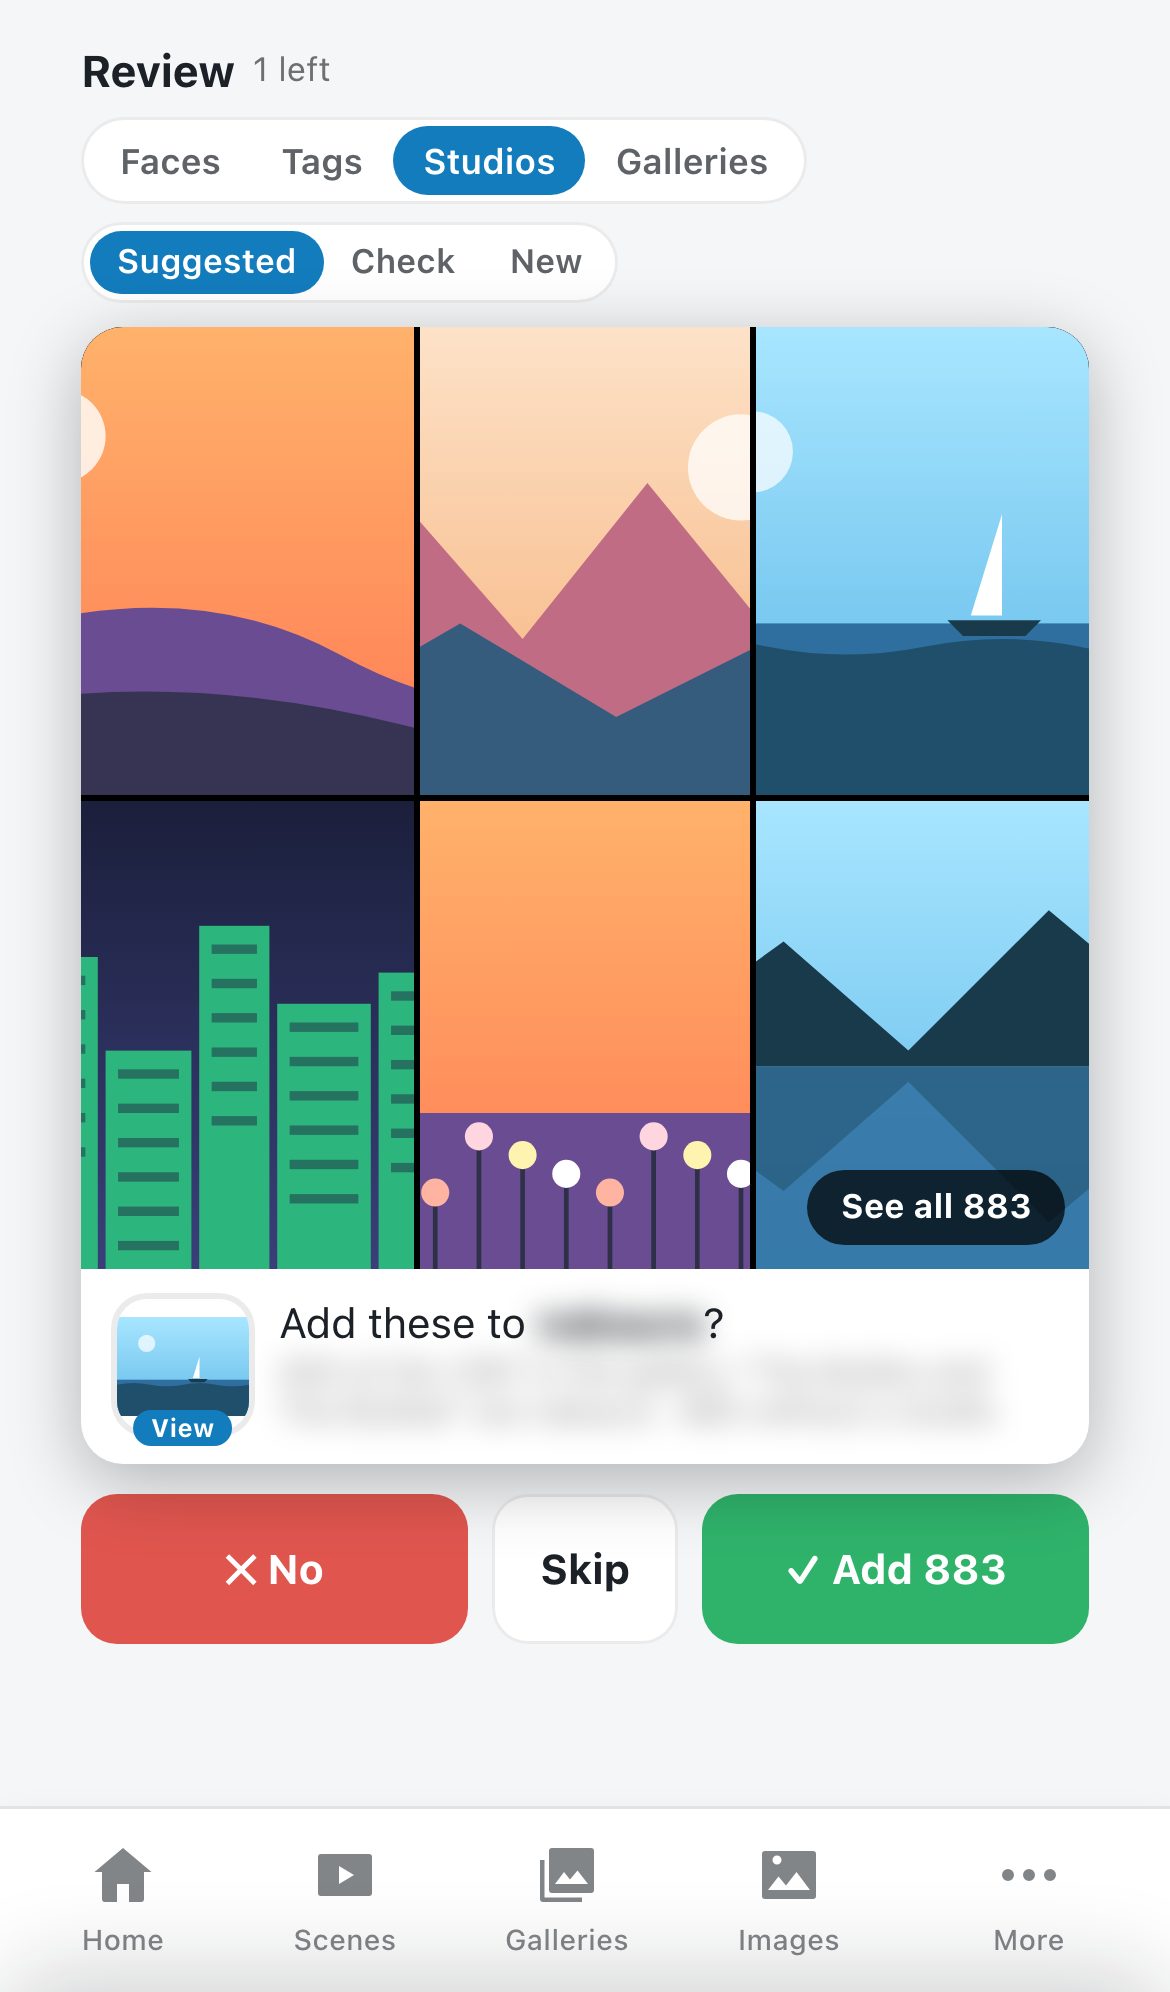 Review 1 left
Faces Tags Studios Galleries
Suggested Check New
See all 883
Add these to ?
View
No Skip Add 883
Home Scenes Galleries Images More